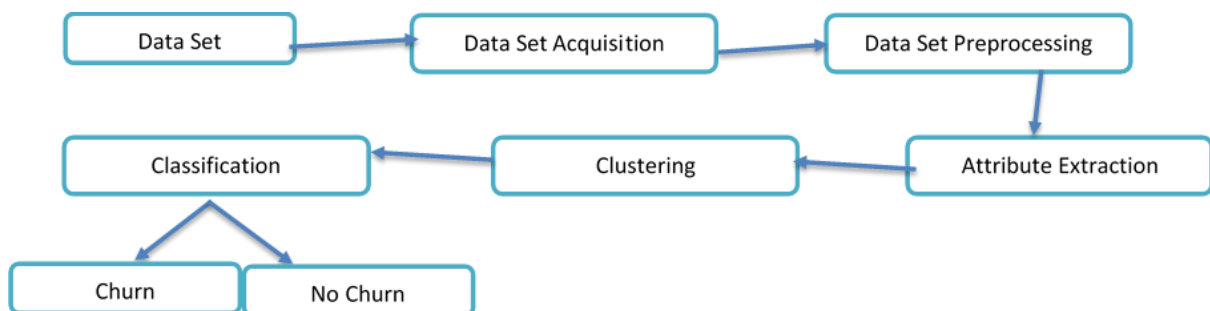 Data Set
Data Set Acquisition
Data Set Preprocessing
Attribute Extraction
Clustering
Classification
Churn
No Churn